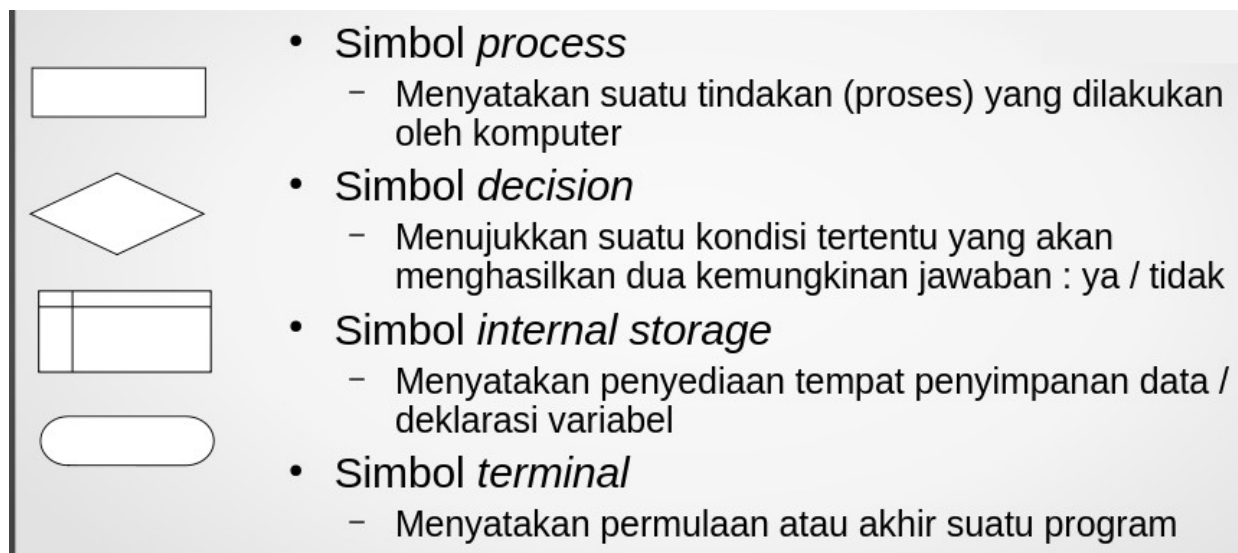 • Simbol process
– Menyatakan suatu tindakan (proses) yang dilakukan
oleh komputer
• Simbol decision
– Menujukkan suatu kondisi tertentu yang akan
menghasilkan dua kemungkinan jawaban : ya / tidak
• Simbol internal storage
– Menyatakan penyediaan tempat penyimpanan data /
deklarasi variabel
• Simbol terminal
– Menyatakan permulaan atau akhir suatu program